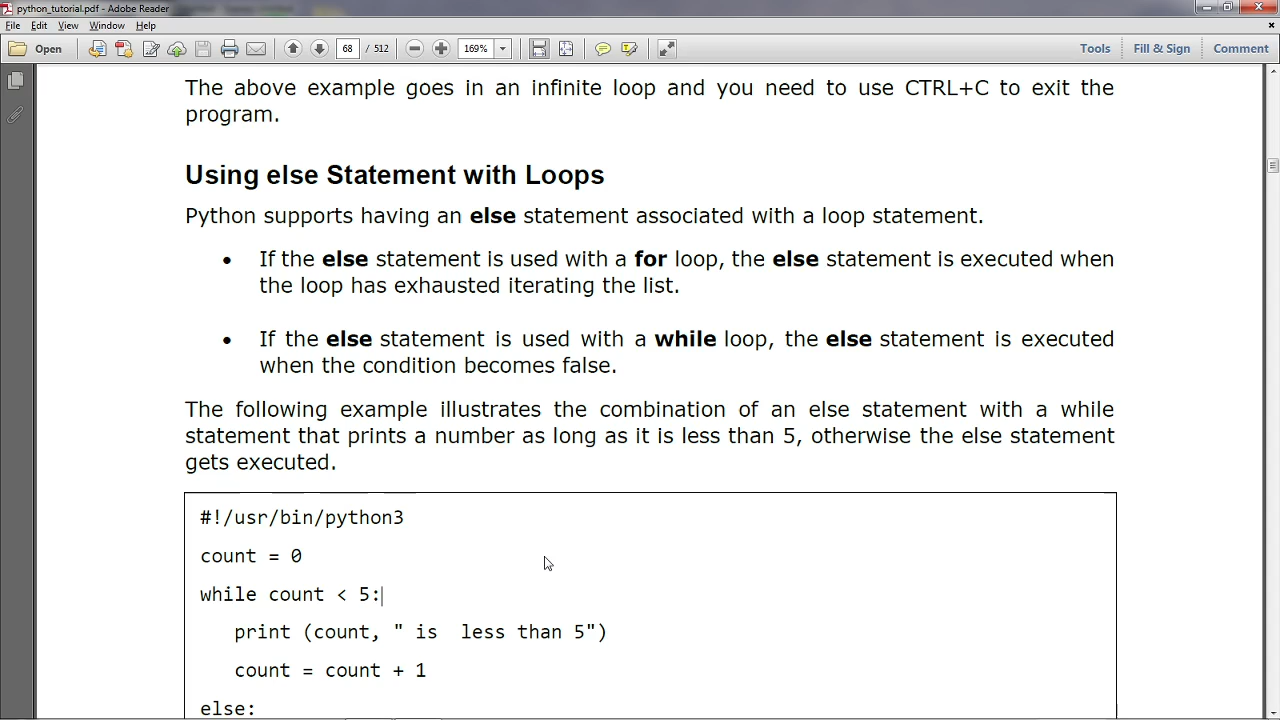 python_tutorial.pdf - Adobe Reader
File Edit View Window Help
Open 68 / 512 169% Tools Fill & Sign Comment
The above example goes in an infinite loop and you need to use CTRL+C to exit the
program.
Using else Statement with Loops
Python supports having an else statement associated with a loop statement.
• If the else statement is used with a for loop, the else statement is executed when
the loop has exhausted iterating the list.
• If the else statement is used with a while loop, the else statement is executed
when the condition becomes false.
The following example illustrates the combination of an else statement with a while
statement that prints a number as long as it is less than 5, otherwise the else statement
gets executed.
#!/usr/bin/python3
count = 0
while count < 5:
print (count, " is  less than 5")
count = count + 1
else: